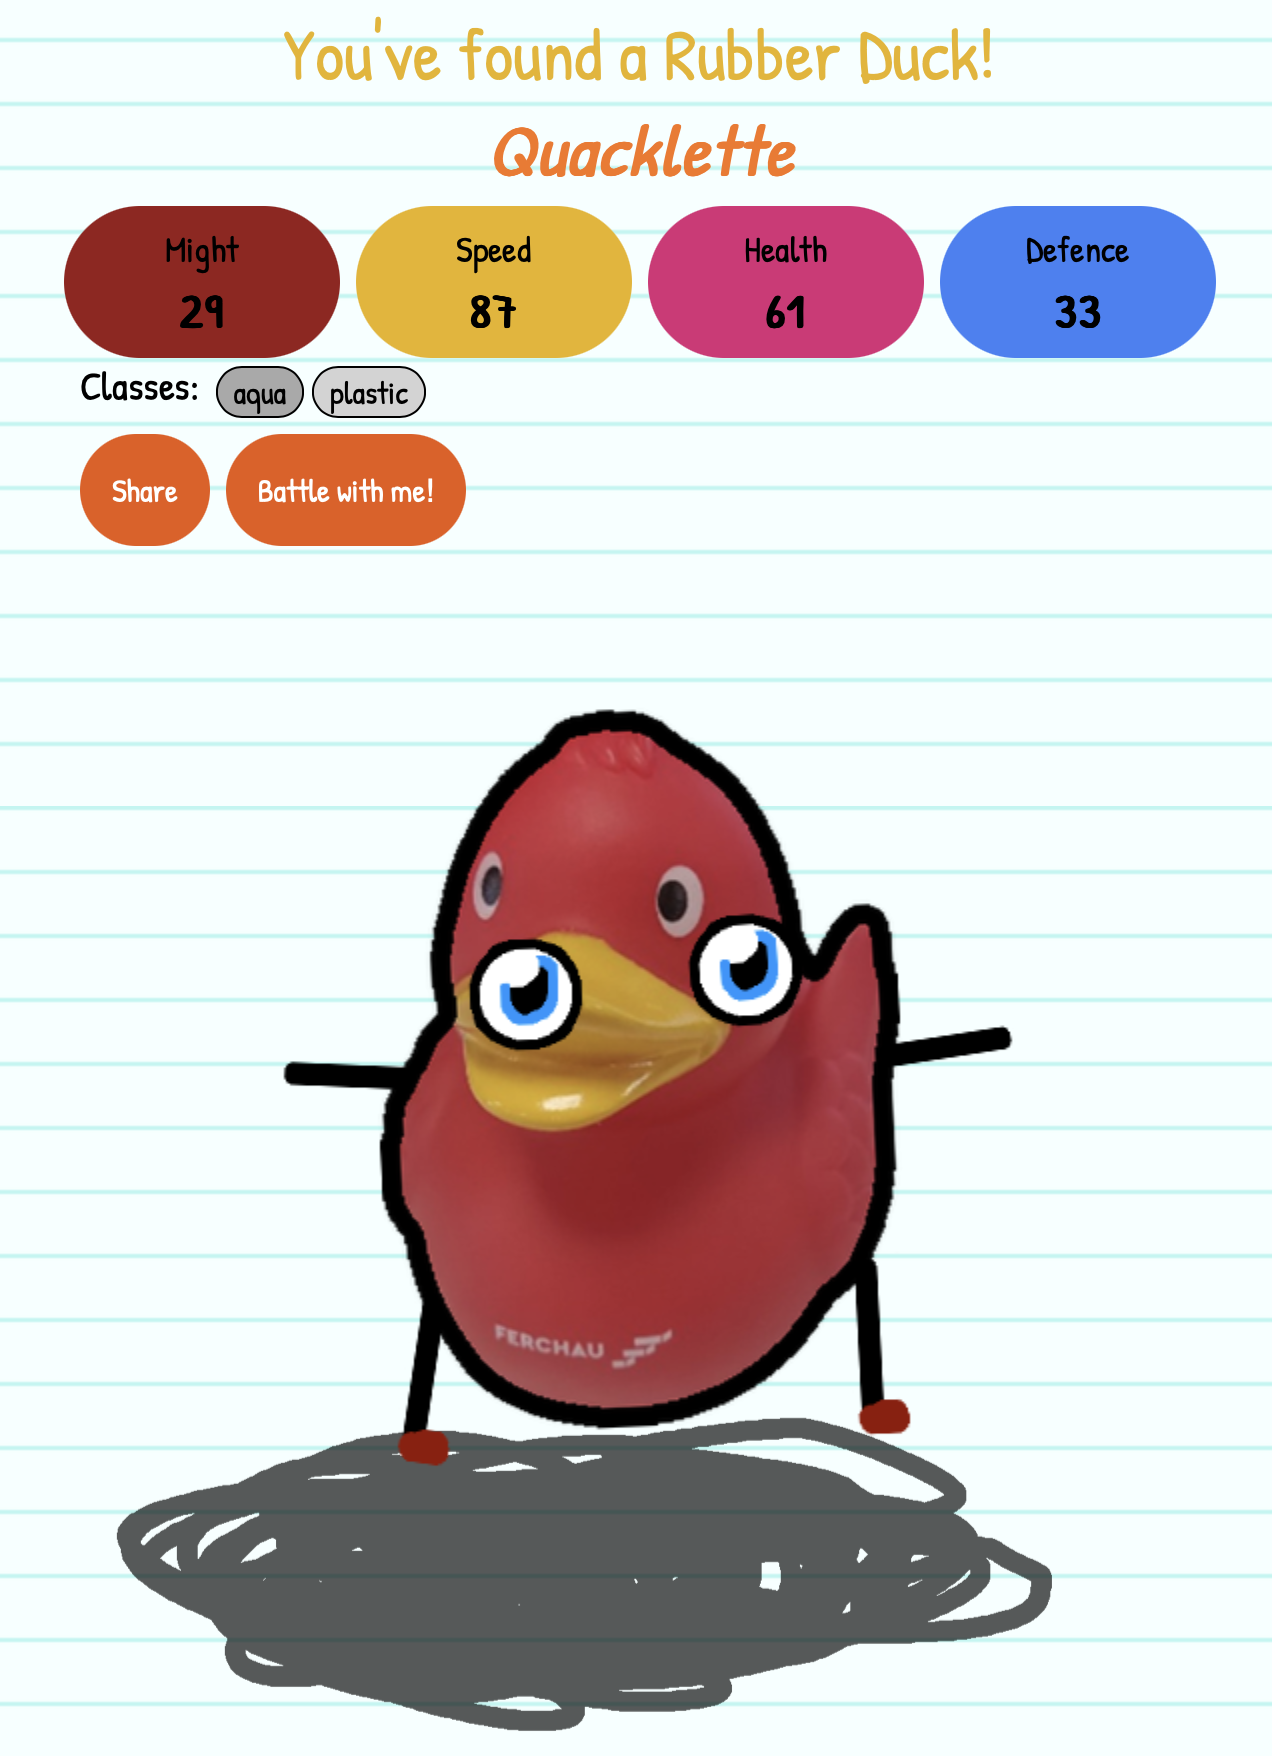 You've found a Rubber Duck!
Quacklette
Might Speed Health Defence
29 87 61 33
Classes: aqua plastic
Share Battle with me!
FERCHAU